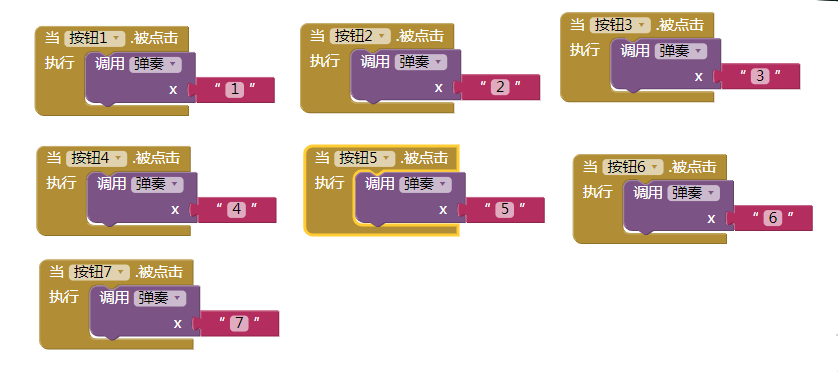 当 按钮1 .被点击
执行 调用 弹奏
x " 1 "
当 按钮2 .被点击
执行 调用 弹奏
x " 2 "
当 按钮3 .被点击
执行 调用 弹奏
x " 3 "
当 按钮4 .被点击
执行 调用 弹奏
x " 4 "
当 按钮5 .被点击
执行 调用 弹奏
x " 5 "
当 按钮6 .被点击
执行 调用 弹奏
x " 6 "
当 按钮7 .被点击
执行 调用 弹奏
x " 7 "